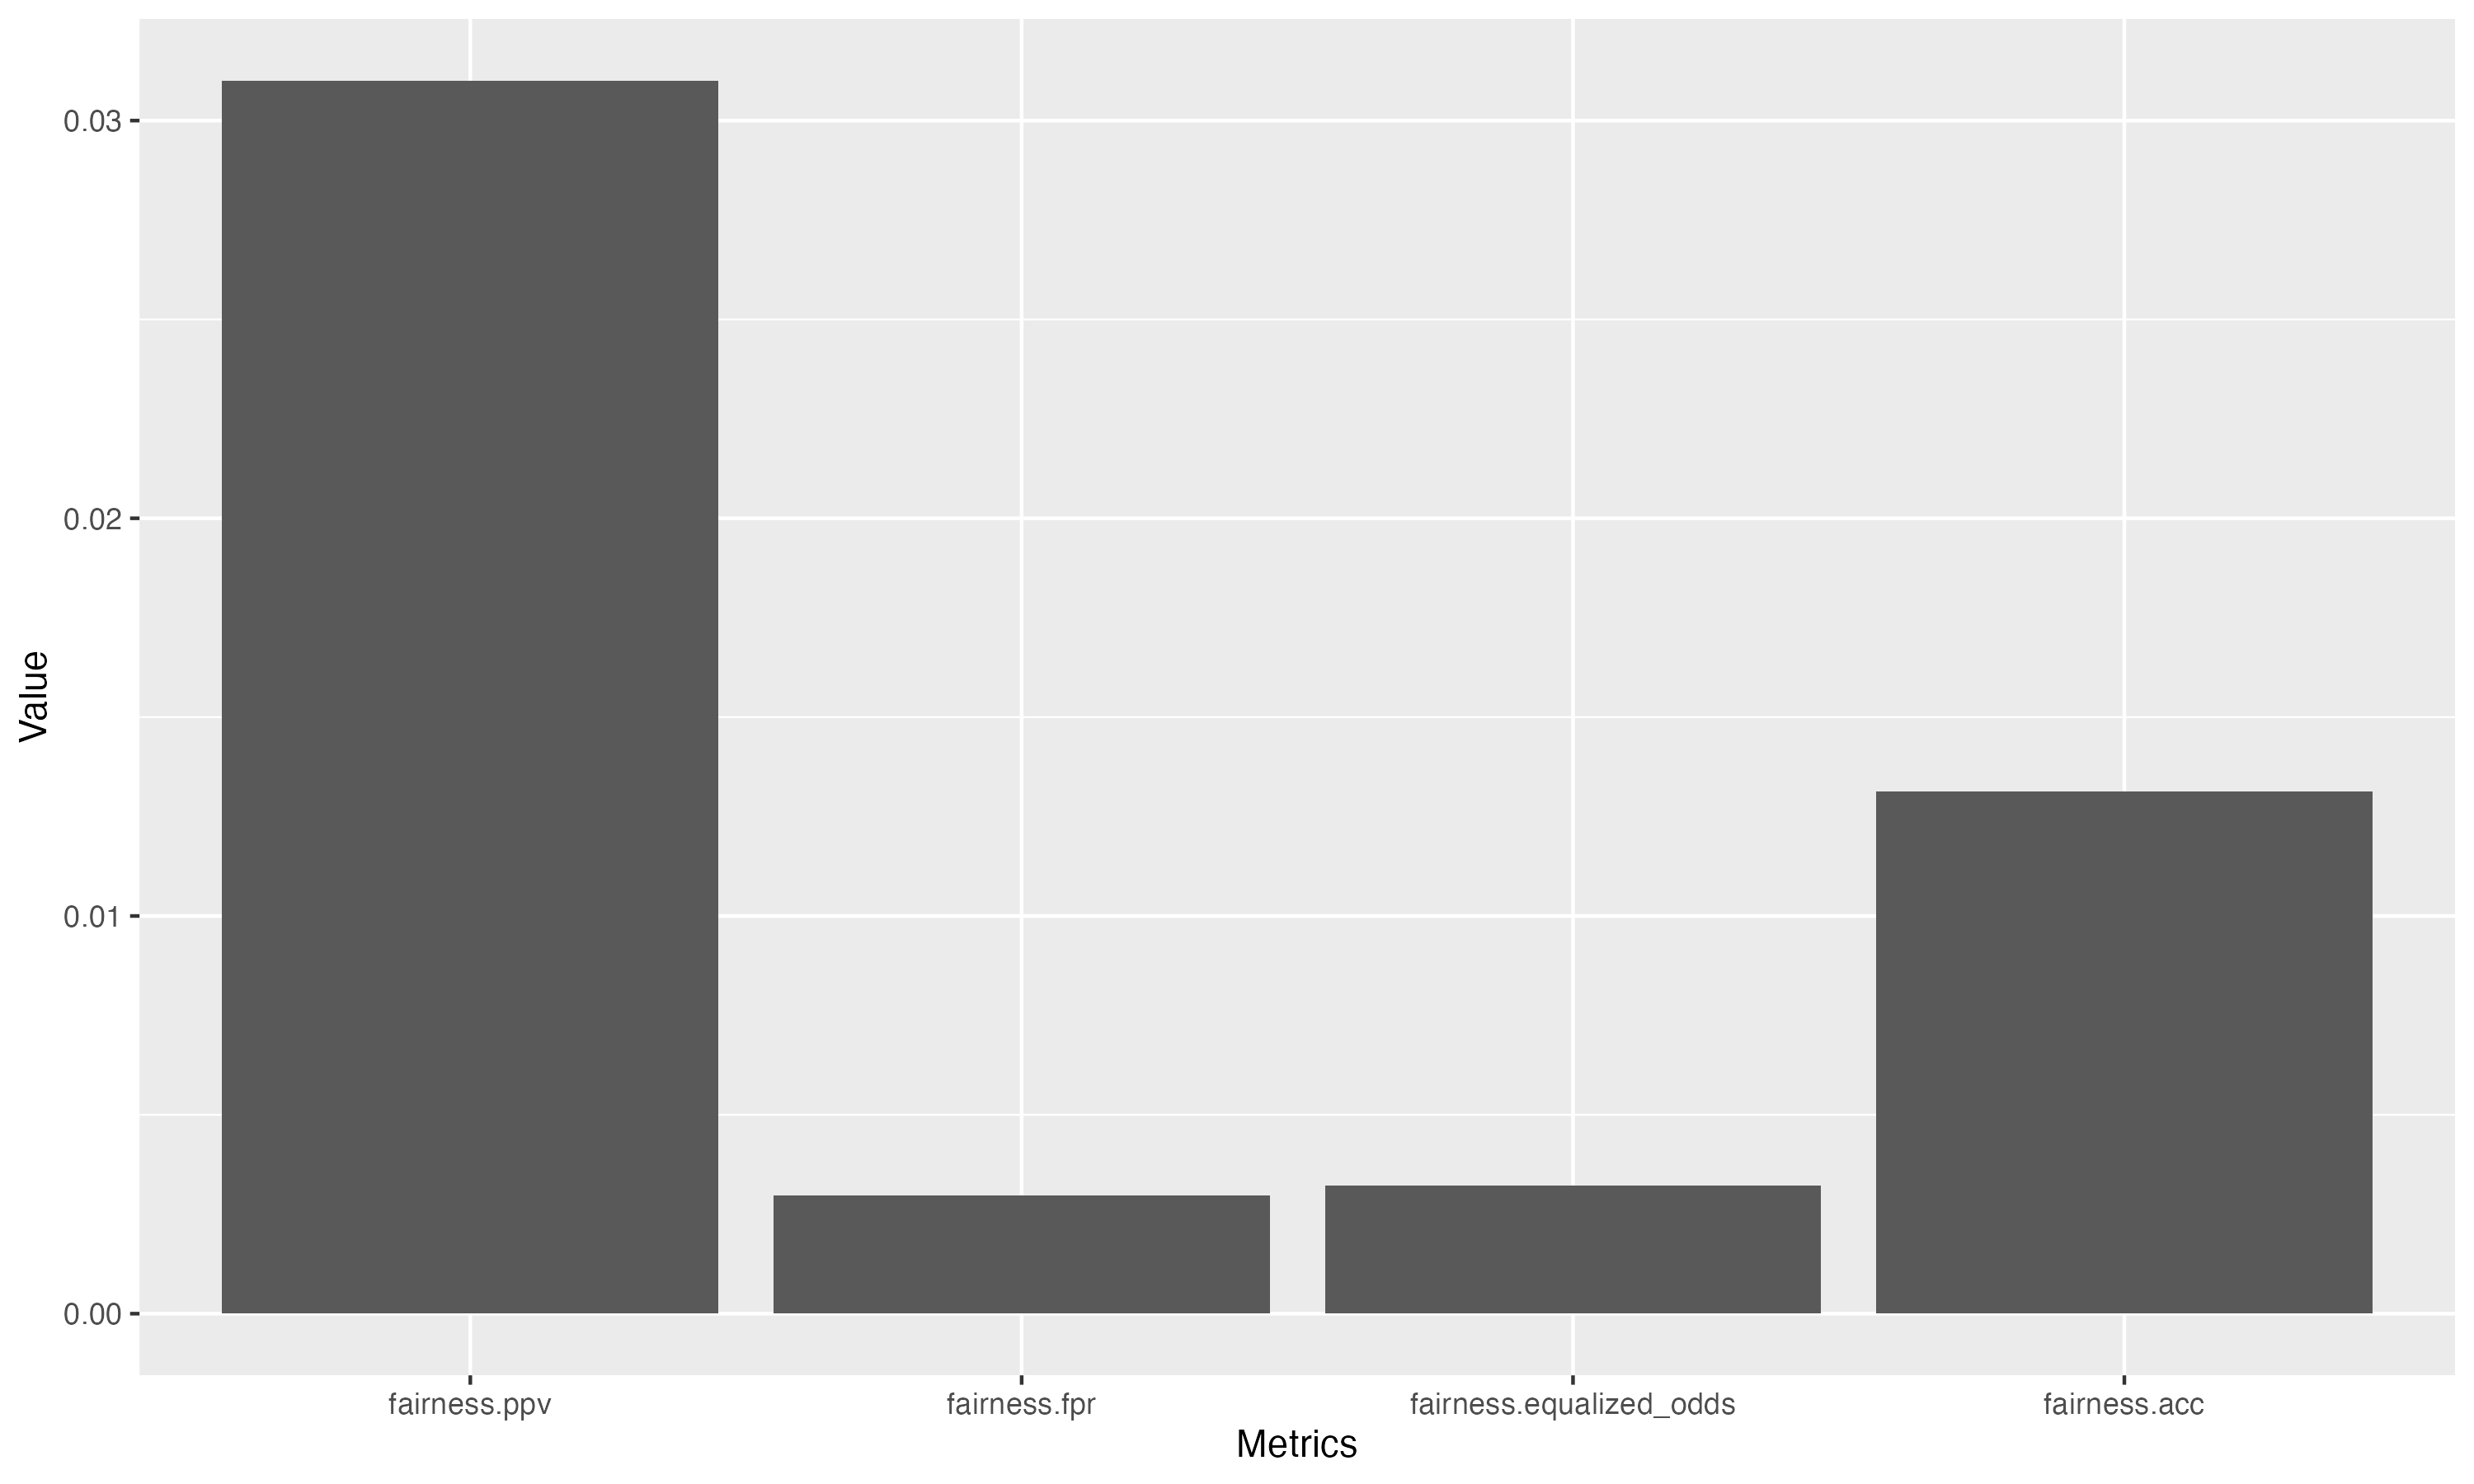 0.03
0.02
0.01
0.00
Value
fairness.ppv
fairness.fpr
fairness.equalized_odds
fairness.acc
Metrics